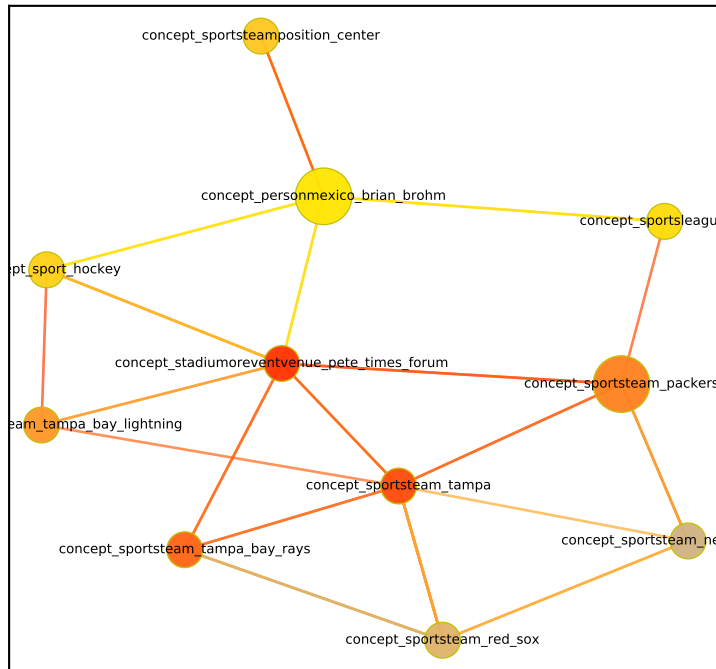 concept_sportsteamposition_center
concept_personmexico_brian_brohm
concept_sportsleagu
ept_sport_hockey
concept_stadiumoreventvenue_pete_times_forum
concept_sportsteam_packers
eam_tampa_bay_lightning
concept_sportsteam_tampa
concept_sportsteam_ne
concept_sportsteam_tampa_bay_rays
concept_sportsteam_red_sox